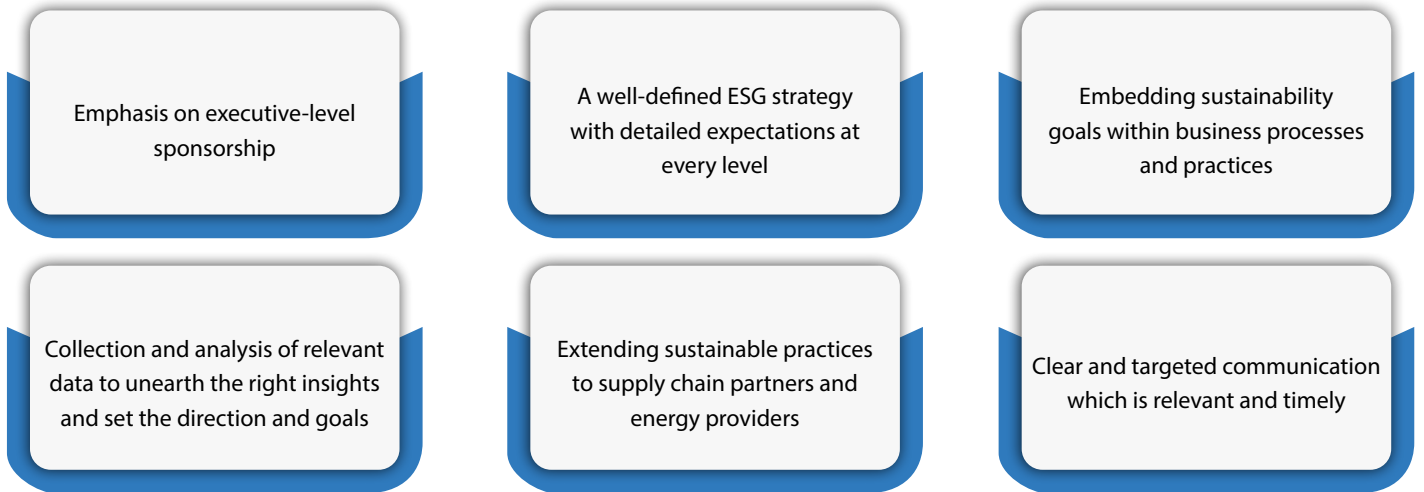 Emphasis on executive-level
sponsorship
A well-defined ESG strategy
with detailed expectations at
every level
Embedding sustainability
goals within business processes
and practices
Collection and analysis of relevant
data to unearth the right insights
and set the direction and goals
Extending sustainable practices
to supply chain partners and
energy providers
Clear and targeted communication
which is relevant and timely